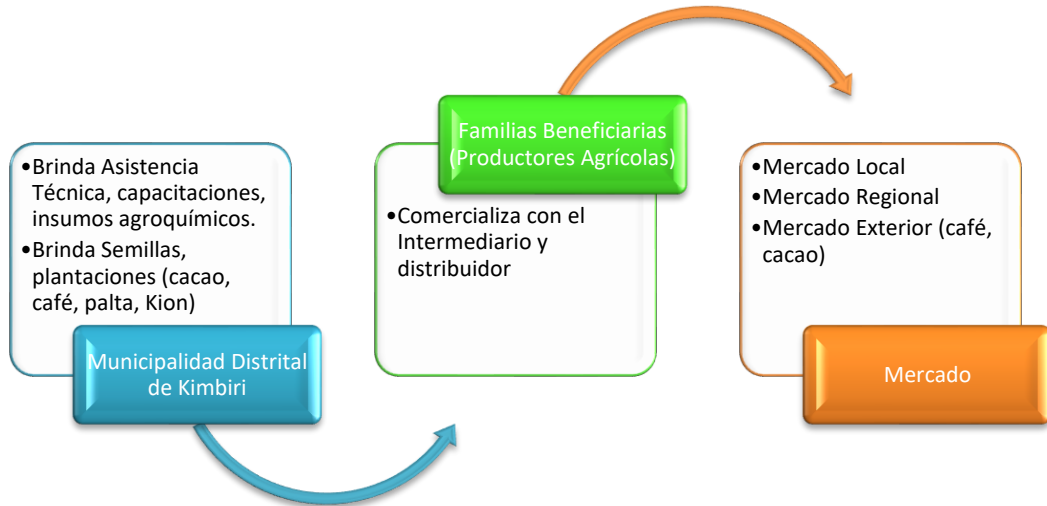 •Brinda Asistencia
Técnica, capacitaciones,
insumos agroquímicos.
•Brinda Semillas,
plantaciones (cacao,
café, palta, Kion)
Municipalidad Distrital
de Kimbiri
Familias Beneficiarias
(Productores Agrícolas)
•Comercializa con el
Intermediario y
distribuidor
•Mercado Local
•Mercado Regional
•Mercado Exterior (café,
cacao)
Mercado